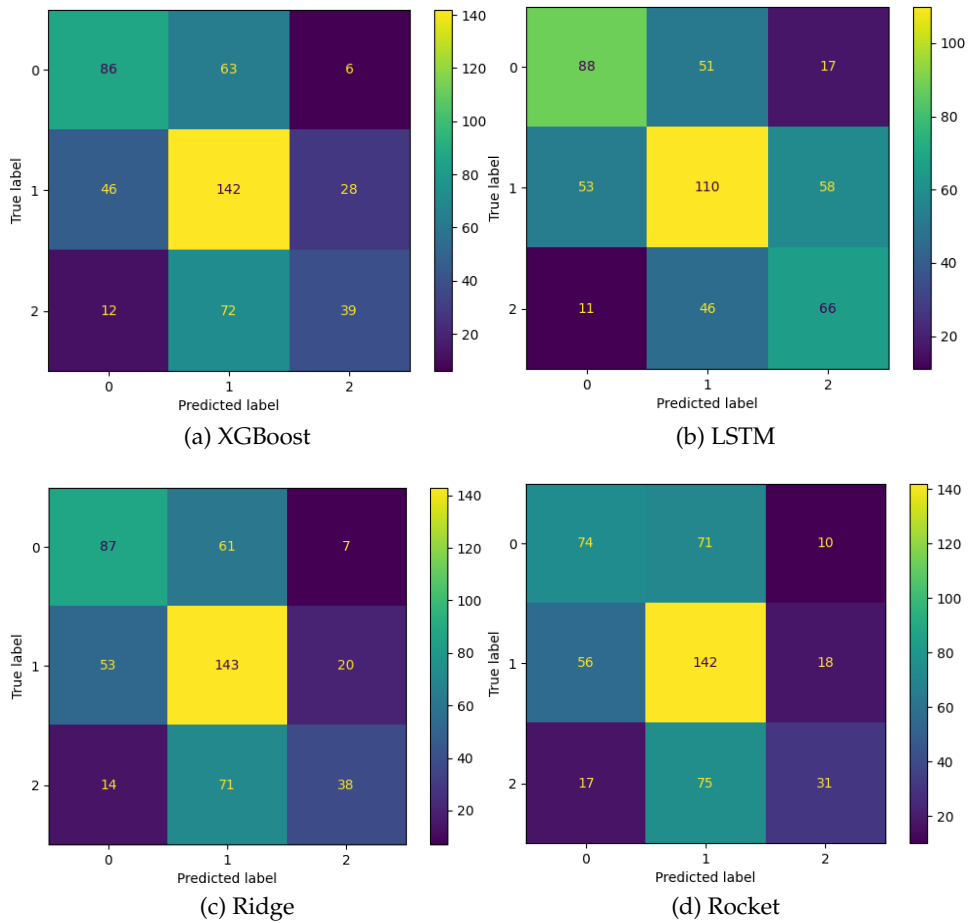 140
120
100
80
60
40
20
0
1
2
True label
86 63 6
46 142 28
12 72 39
0 1 2
Predicted label
(a) XGBoost
100
80
60
40
20
0
1
2
True label
88 51 17
53 110 58
11 46 66
0 1 2
Predicted label
(b) LSTM
140
120
100
80
60
40
20
0
1
2
True label
87 61 7
53 143 20
14 71 38
0 1 2
Predicted label
(c) Ridge
140
120
100
80
60
40
20
0
1
2
True label
74 71 10
56 142 18
17 75 31
0 1 2
Predicted label
(d) Rocket